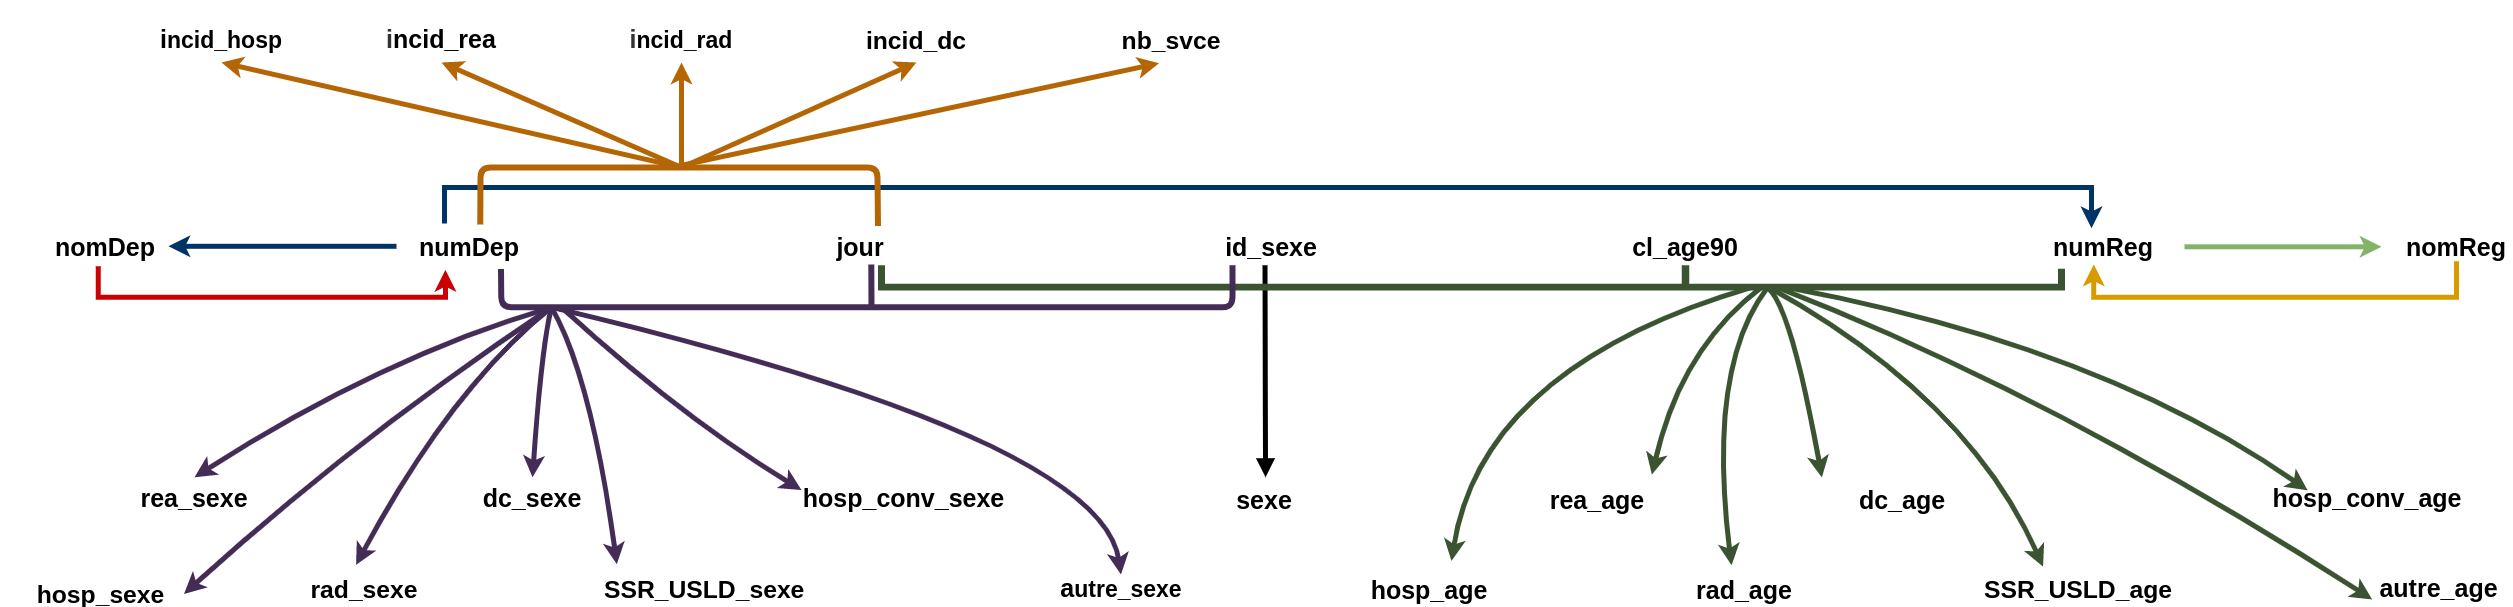 incid_hosp
incid_rea
incid_rad
incid_dc
nb_svce
nomDep
numDep
jour
id_sexe
cl_age90
numReg
nomReg
rea_sexe
dc_sexe
hosp_conv_sexe
sexe
rea_age
dc_age
hosp_conv_age
hosp_sexe
rad_sexe
SSR_USLD_sexe
autre_sexe
hosp_age
rad_age
SSR_USLD_age
autre_age